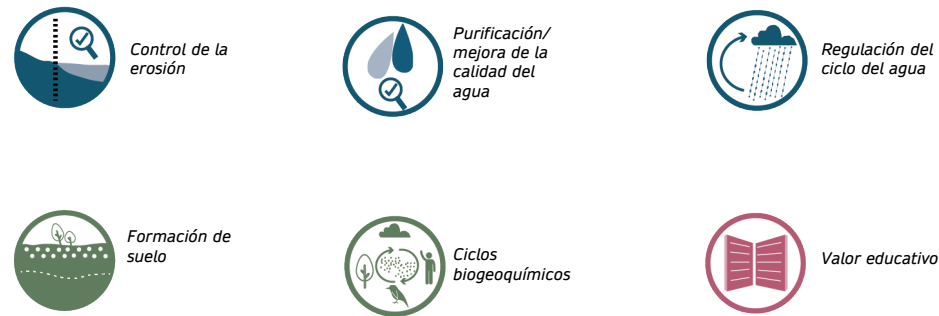 Control de la
erosión
Purificación/
mejora de la
calidad del
agua
Regulación del
ciclo del agua
Formación de
suelo
Ciclos
biogeoquímicos
Valor educativo